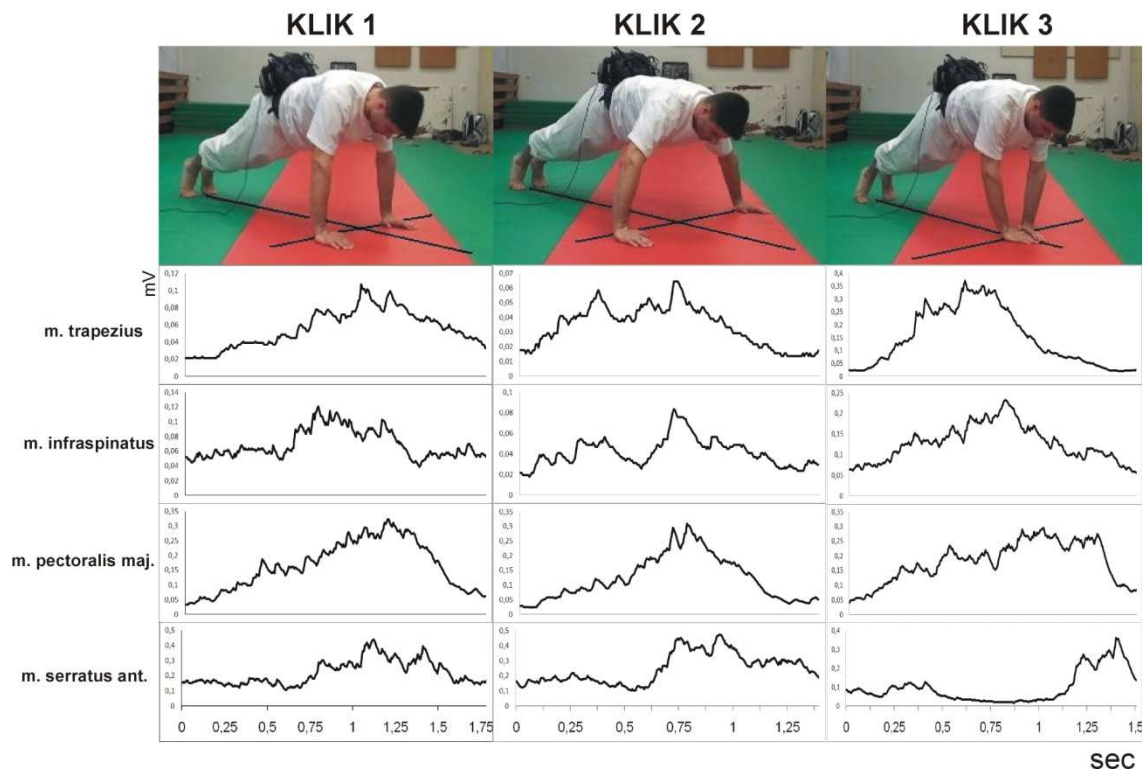 KLIK 1 KLIK 2 KLIK 3
mV
m. trapezius
0,12 0,07 0,4
0,1 0,06 0,35
0,08 0,05 0,3
0,06 0,04 0,25
0,04 0,03 0,2
0,02 0,02 0,15
0 0,01 0,1
0 0,05
0
m. infraspinatus
0,14 0,1 0,25
0,12 0,08 0,2
0,1 0,06 0,15
0,08 0,04 0,1
0,06 0,02 0,05
0,04 0 0
0,02
0
m. pectoralis maj.
0,35 0,35 0,35
0,3 0,3 0,3
0,25 0,25 0,25
0,2 0,2 0,2
0,15 0,15 0,15
0,1 0,1 0,1
0,05 0,05 0,05
0 0 0
m. serratus ant.
0,5 0,5 0,4
0,4 0,4 0,3
0,3 0,3 0,2
0,2 0,2 0,1
0,1 0,1 0
0 0
0 0,25 0,5 0,75 1 1,25 1,5 1,75 0 0,25 0,5 0,75 1 1,25 0 0,25 0,5 0,75 1 1,25 1,5
sec